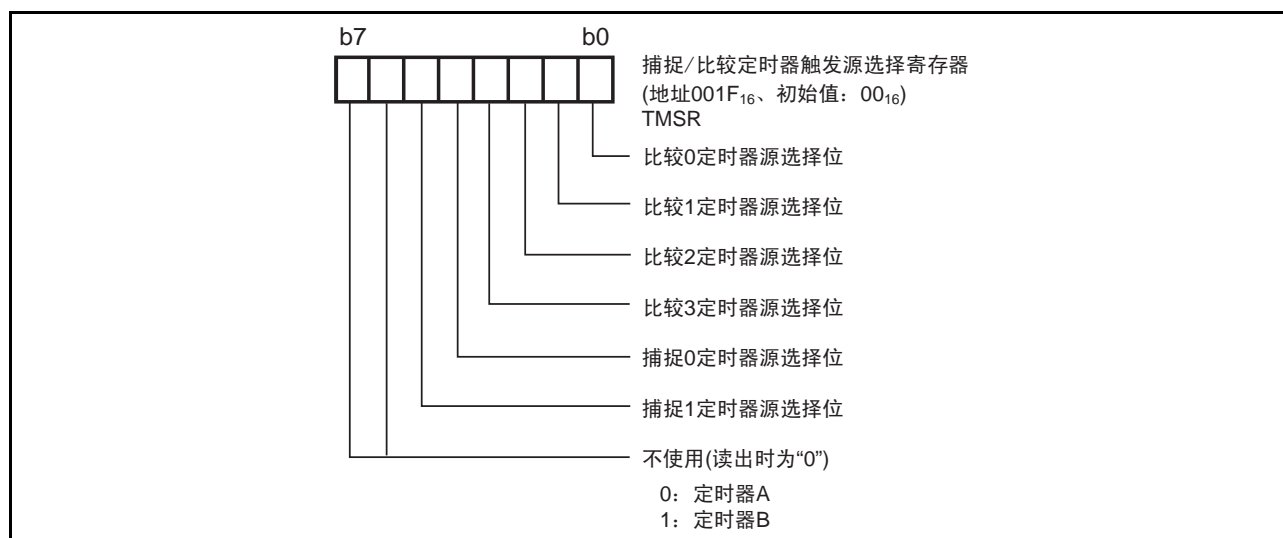 b7 b0
捕捉/比较定时器触发源选择寄存器
(地址001F₁₆、初始值：00₁₆)
TMSR
比较0定时器源选择位
比较1定时器源选择位
比较2定时器源选择位
比较3定时器源选择位
捕捉0定时器源选择位
捕捉1定时器源选择位
不使用(读出时为“0”)
0：定时器A
1：定时器B